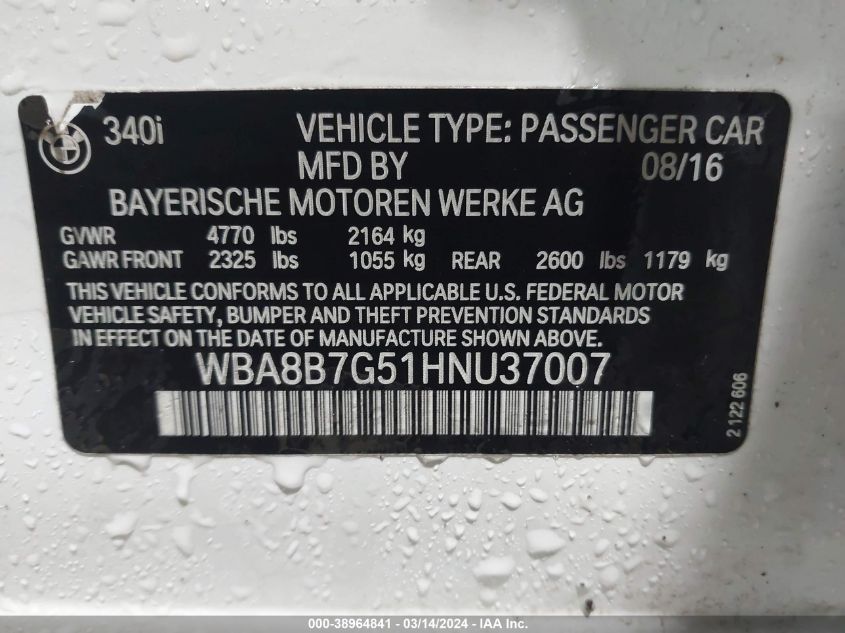 340i VEHICLE TYPE: PASSENGER CAR
MFD BY 08/16
BAYERISCHE MOTOREN WERKE AG
GVWR 4770 lbs 2164 kg
GAWR FRONT 2325 lbs 1055 kg REAR 2600 lbs 1179 kg
THIS VEHICLE CONFORMS TO ALL APPLICABLE U.S. FEDERAL MOTOR
VEHICLE SAFETY, BUMPER AND THEFT PREVENTION STANDARDS
IN EFFECT ON THE DATE OF MANUFACTURE SHOWN ABOVE.
WBA8B7G51HNU37007
2 122 606
000-38964841 - 03/14/2024 - IAA Inc.